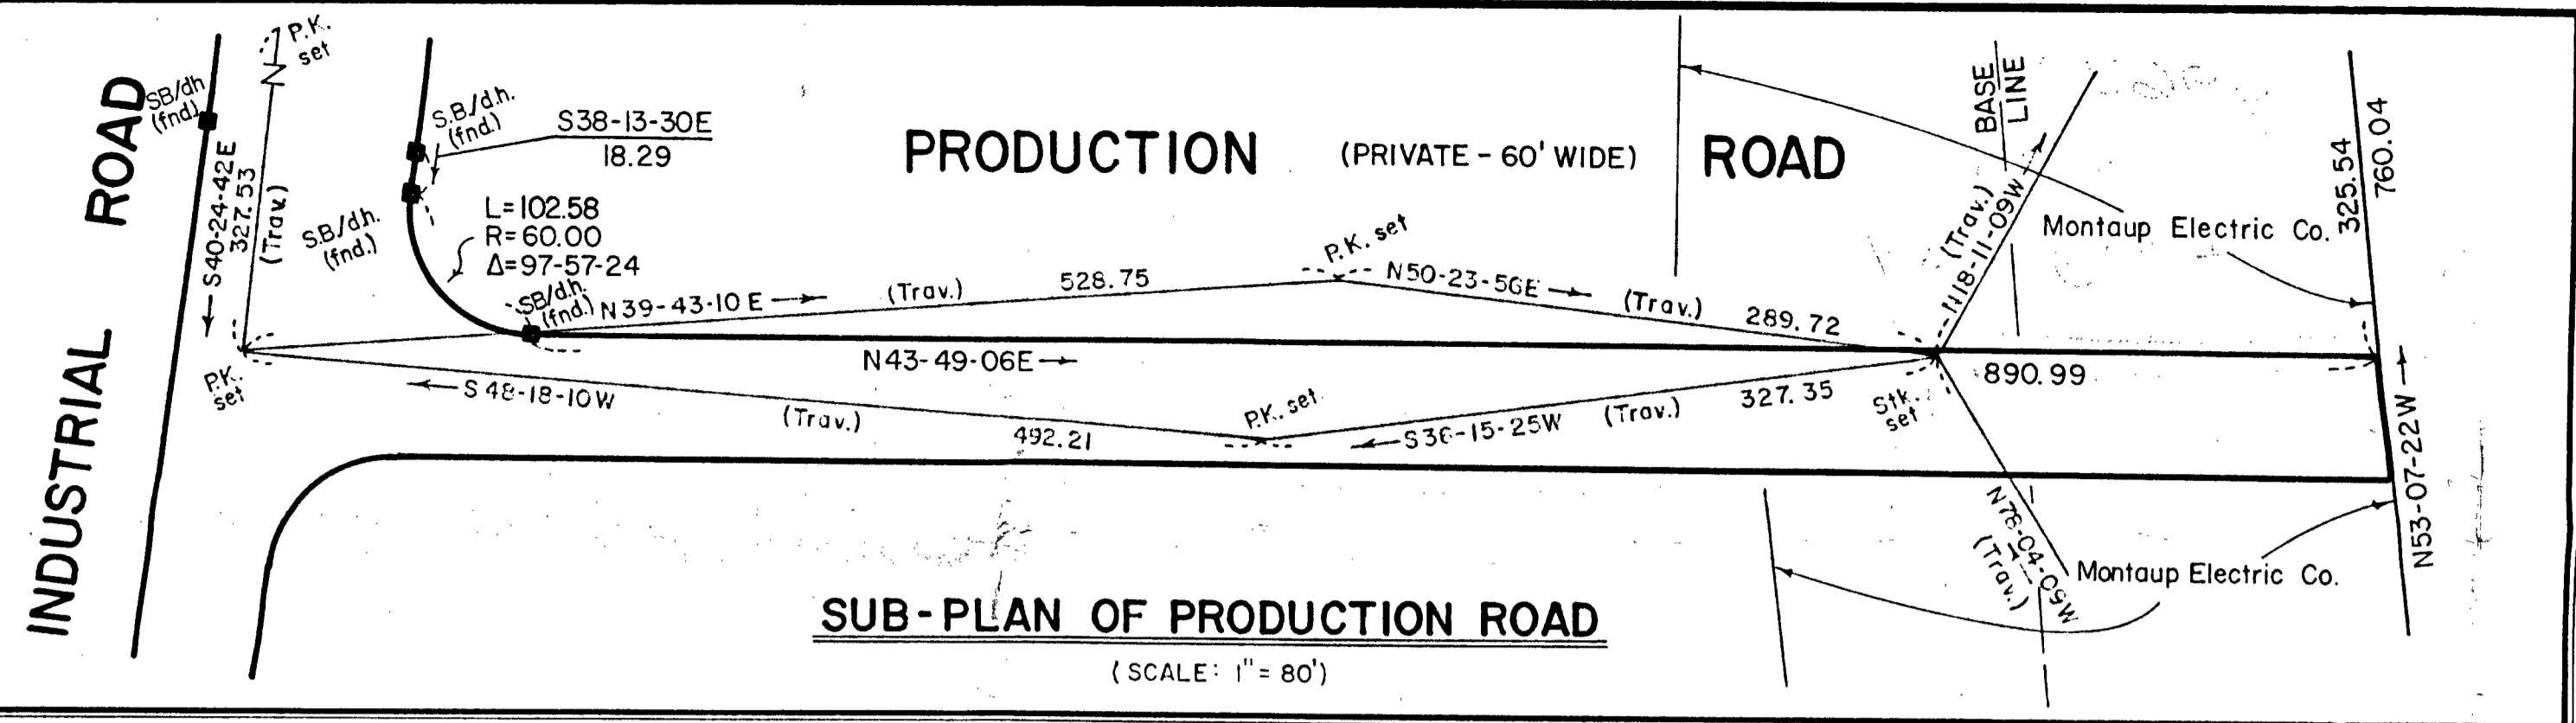 P.K.
set
SB/dh
(fnd.)
S.B./d.h.
(fnd.)
S38-13-30E
18.29
PRODUCTION (PRIVATE - 60' WIDE) ROAD
BASE
LINE
325.54
760.04
INDUSTRIAL ROAD
S40-24-42E
327.53
(Trav.)
S.B./d.h.
(fnd.)
L=102.58
R=60.00
Δ=97-57-24
SB/d.h.
(fnd.)
N39-43-10E
(Trav.)
528.75
P.K. set
N50-23-56E
(Trav.)
289.72
(Trav.)
N18-11-09W
Montaup Electric Co.
P.K.
set
N43-49-06E
890.99
S48-18-10W
(Trav.)
492.21
P.K. set
S36-15-25W
(Trav.)
327.35
Stk.
set
N53-07-22W
N78-04-09W
(Trav.)
Montaup Electric Co.
SUB-PLAN OF PRODUCTION ROAD
(SCALE: 1"= 80')